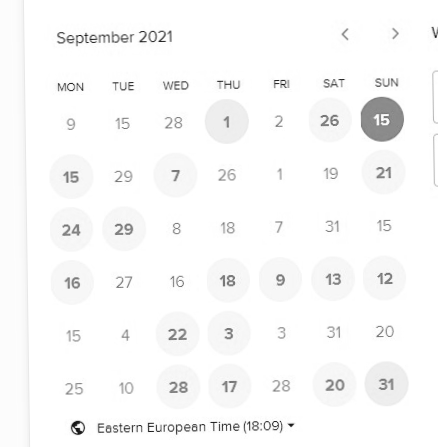 September 2021
MON TUE WED THU FRI SAT SUN
9 15 28 1 2 26 15
15 29 7 26 1 19 21
24 29 8 18 7 31 15
16 27 16 18 9 13 12
15 4 22 3 3 31 20
25 10 28 17 28 20 31
Eastern European Time (18:09)